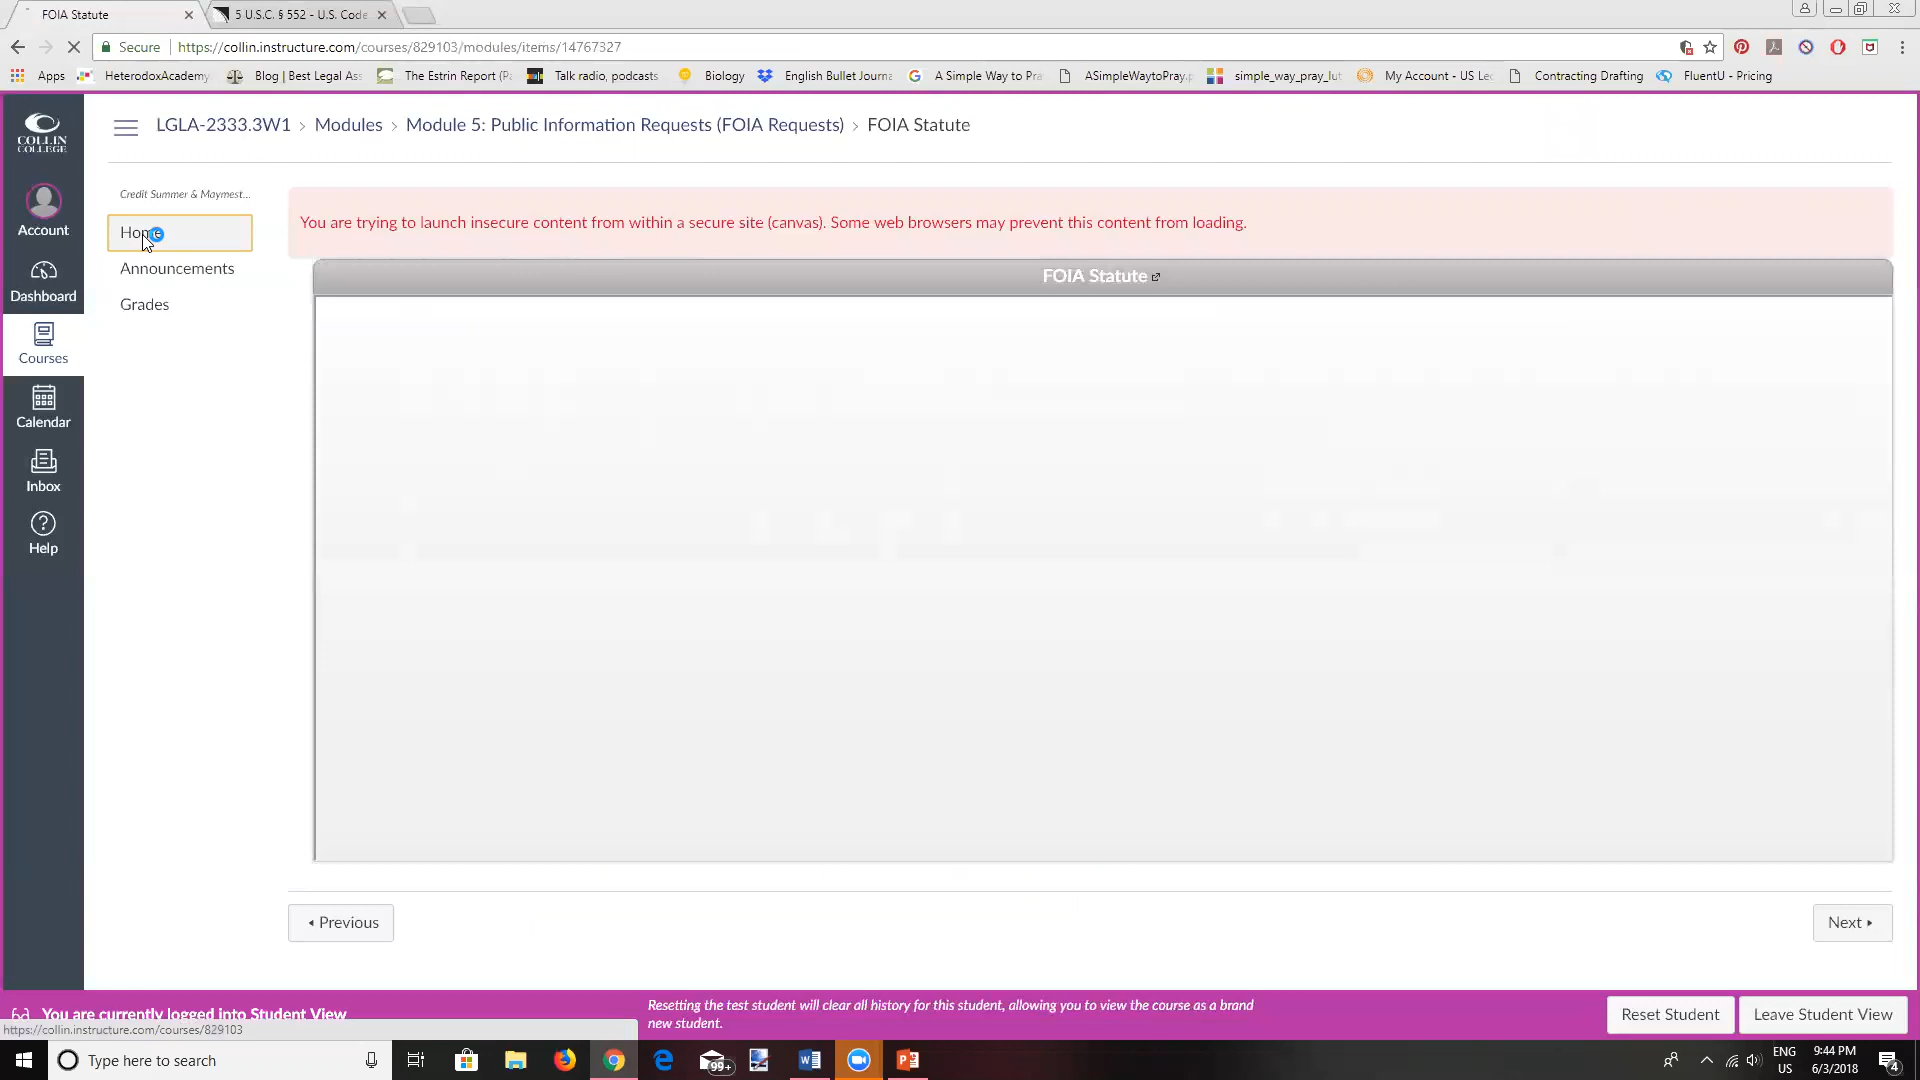 FOIA Statute
5 U.S.C. § 552 - U.S. Code
Secure
https://collin.instructure.com/courses/829103/modules/items/14767327
Apps
HeterodoxAcademy
Blog | Best Legal Ass
The Estrin Report (Pa
Talk radio, podcasts
Biology
English Bullet Journa
A Simple Way to Pra
ASimpleWaytoPray.p
simple_way_pray_lut
My Account - US Leg
Contracting Drafting
FluentU - Pricing
COLLIN COLLEGE
LGLA-2333.3W1 > Modules > Module 5: Public Information Requests (FOIA Requests) > FOIA Statute
Account
Dashboard
Courses
Calendar
Inbox
Help
Credit Summer & Maymest...
Home
Announcements
Grades
You are trying to launch insecure content from within a secure site (canvas). Some web browsers may prevent this content from loading.
FOIA Statute
Previous
Next
You are currently logged into Student View
Resetting the test student will clear all history for this student, allowing you to view the course as a brand
new student.
Reset Student
Leave Student View
https://collin.instructure.com/courses/829103
Type here to search
99+
ENG
US
9:44 PM
6/3/2018
4